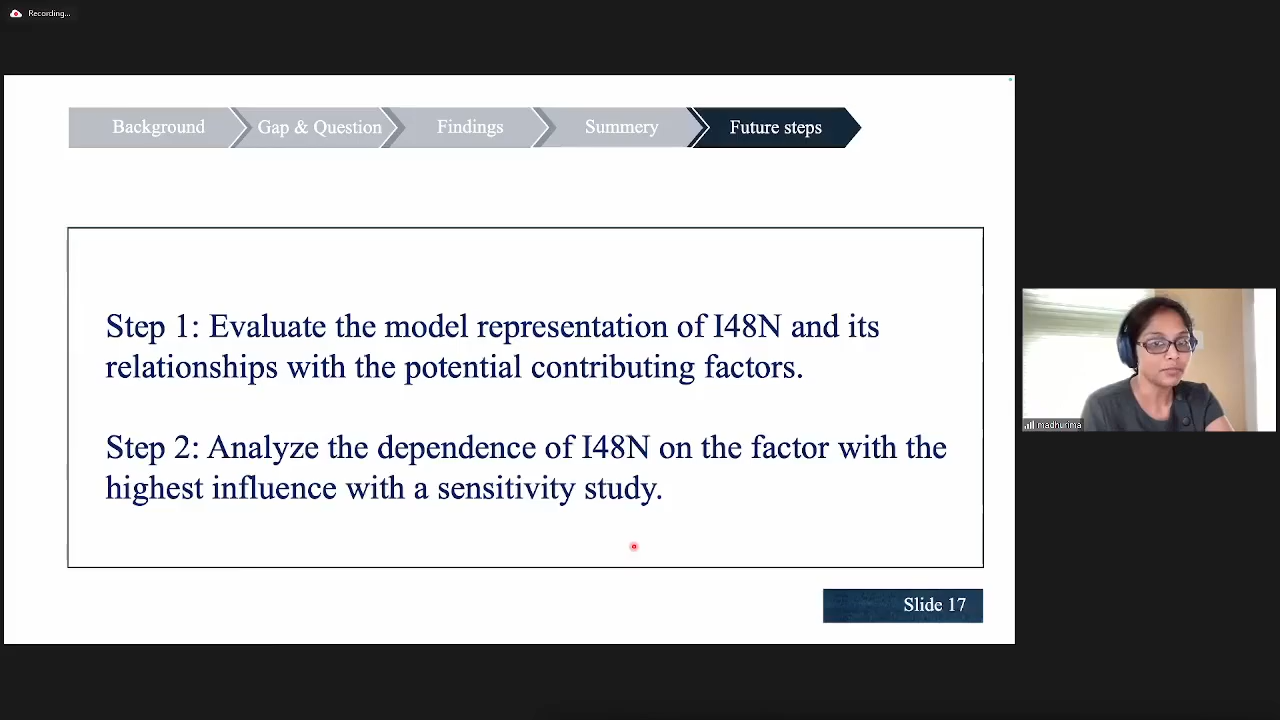 Recording...
Background
Gap & Question
Findings
Summery
Future steps
Step 1: Evaluate the model representation of I48N and its
relationships with the potential contributing factors.
Step 2: Analyze the dependence of I48N on the factor with the
highest influence with a sensitivity study.
Slide 17
madhurima